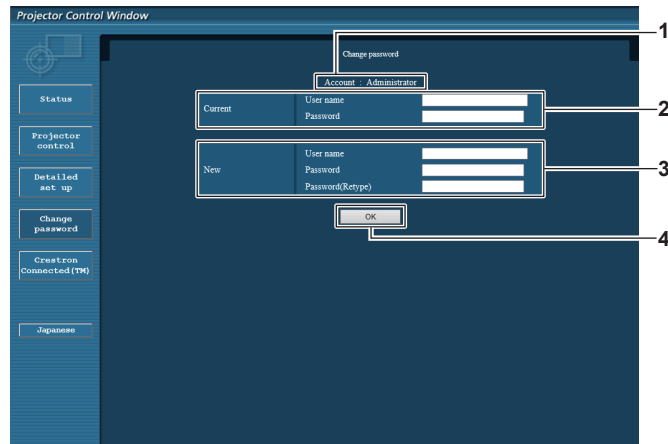 Projector Control Window
Change password
1
Account : Administrator
Current
User name
Password
2
New
User name
Password
Password(Retype)
3
OK
4
Status
Projector
control
Detailed
set up
Change
password
Crestron
Connected(TM)
Japanese